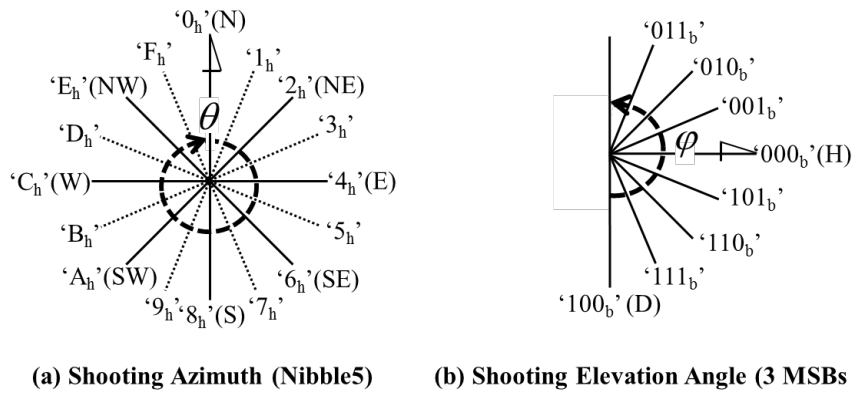 ‘0ₕ’(N)
‘Fₕ’
‘1ₕ’
‘Eₕ’(NW)
‘2ₕ’(NE)
‘Dₕ’
θ
‘3ₕ’
‘Cₕ’(W)
‘4ₕ’(E)
‘Bₕ’
‘5ₕ’
‘Aₕ’(SW)
‘6ₕ’(SE)
‘9ₕ’
‘8ₕ’(S)
‘7ₕ’
(a) Shooting Azimuth (Nibble5)
‘011b’
‘010b’
‘001b’
φ
‘000b’(H)
‘101b’
‘110b’
‘111b’
‘100b’(D)
(b) Shooting Elevation Angle (3 MSBs